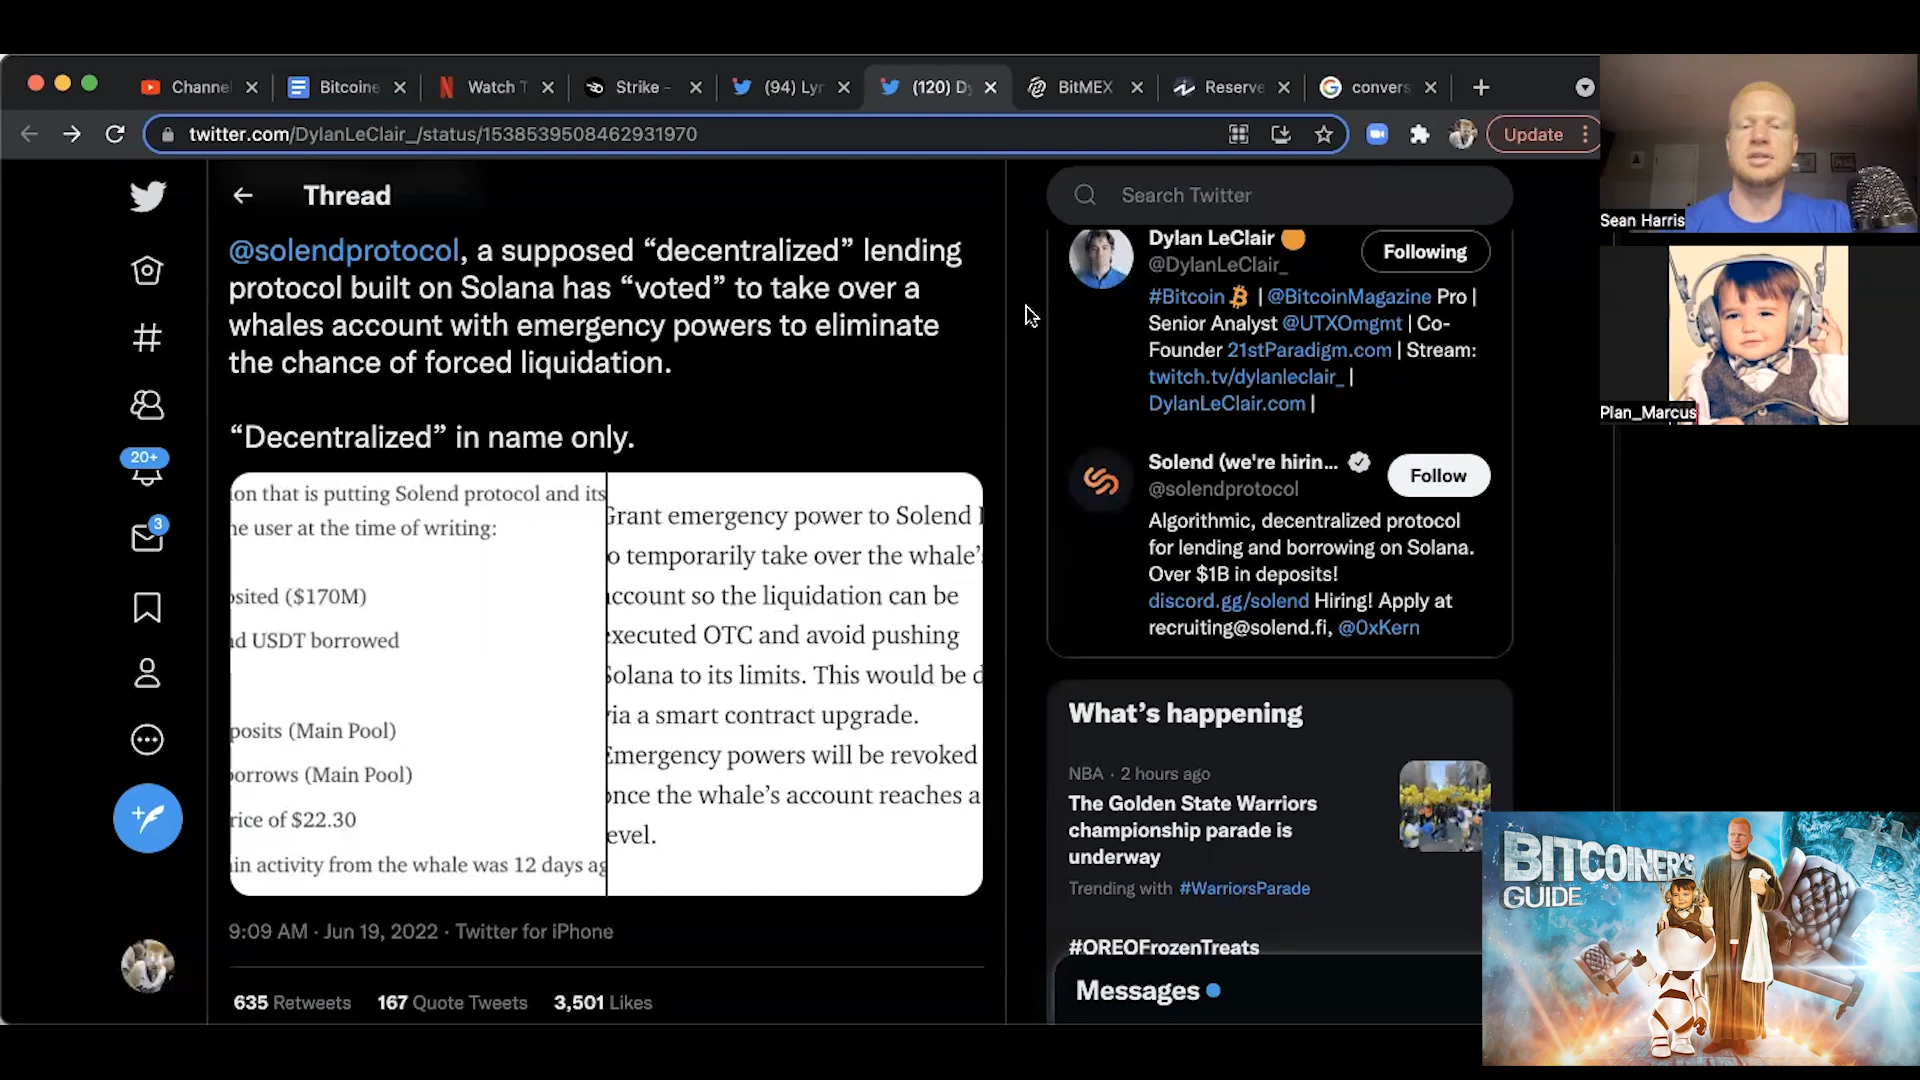 Channe
Bitcoine
Watch T
Strike -
(94) Lyn
(120) Dy
BitMEX
Reserve
convers
twitter.com/DylanLeClair_/status/1538539508462931970
Update
Thread
@solendprotocol, a supposed “decentralized” lending
protocol built on Solana has “voted” to take over a
whales account with emergency powers to eliminate
the chance of forced liquidation.
“Decentralized” in name only.
ion that is putting Solend protocol and its
ne user at the time of writing:
osited ($170M)
nd USDT borrowed
posits (Main Pool)
orrows (Main Pool)
rice of $22.30
in activity from the whale was 12 days ag
Grant emergency power to Solend
o temporarily take over the whale’s
account so the liquidation can be
executed OTC and avoid pushing
Solana to its limits. This would be d
via a smart contract upgrade.
Emergency powers will be revoked
once the whale’s account reaches a
level.
9:09 AM · Jun 19, 2022 · Twitter for iPhone
635 Retweets 167 Quote Tweets 3,501 Likes
20+
3
Search Twitter
Dylan LeClair
@DylanLeClair_
Following
#Bitcoin | @BitcoinMagazine Pro |
Senior Analyst @UTXOmgmt | Co-
Founder 21stParadigm.com | Stream:
twitch.tv/dylanleclair_ |
DylanLeClair.com |
Solend (we're hirin...
@solendprotocol
Follow
Algorithmic, decentralized protocol
for lending and borrowing on Solana.
Over $1B in deposits!
discord.gg/solend Hiring! Apply at
recruiting@solend.fi, @0xKern
What’s happening
NBA · 2 hours ago
The Golden State Warriors
championship parade is
underway
Trending with #WarriorsParade
#OREOFrozenTreats
Messages
Sean Harris
Plan_Marcus
BITCOINER'S
GUIDE